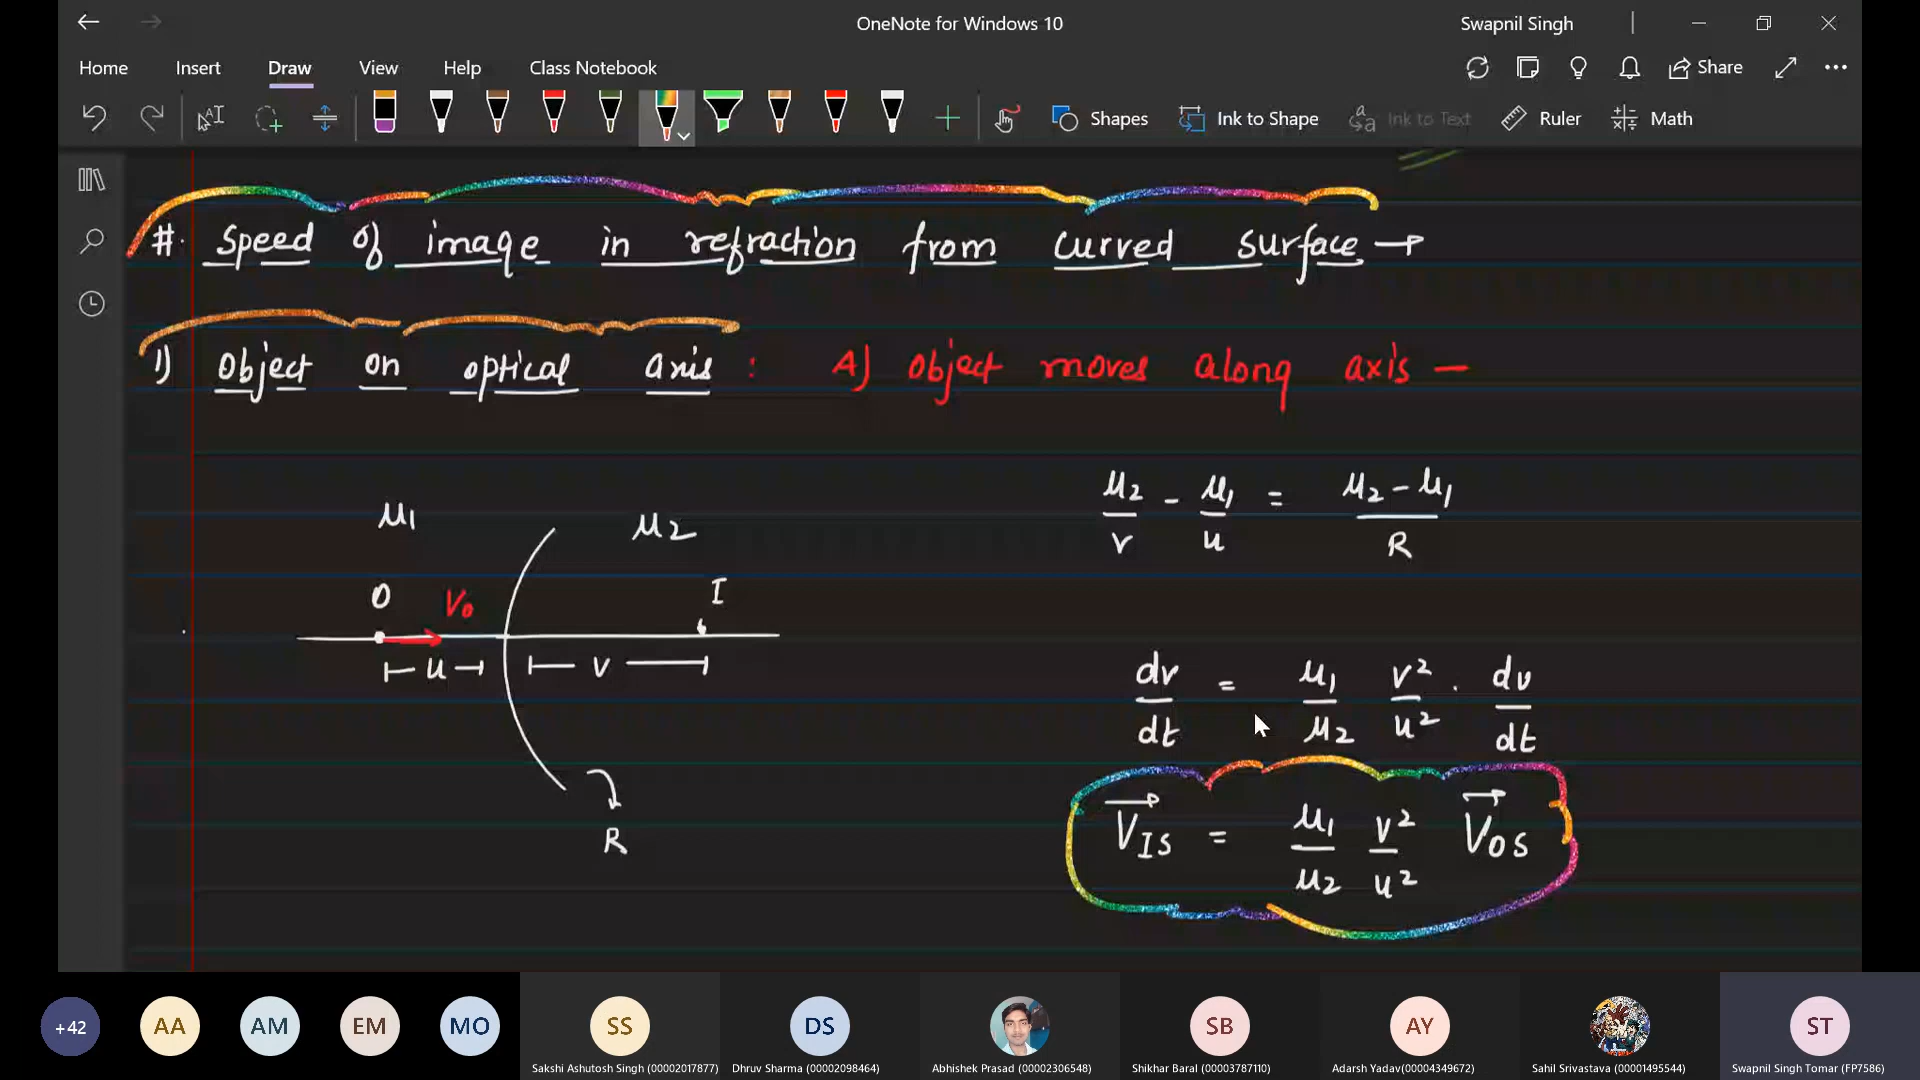 OneNote for Windows 10
Swapnil Singh
Home Insert Draw View Help Class Notebook Share
Shapes Ink to Shape Ink to Text Ruler Math
#. Speed of image in refraction from curved surface →
1) Object on optical axis : A) object moves along axis —
μ1 μ2
O V0 I
u v
R
μ2/v - μ1/u = μ2-μ1/R
dv/dt = μ1/μ2 v²/u² . du/dt
V⃗IS = μ1/μ2 v²/u² V⃗OS
+42 AA AM EM MO SS DS SB AY ST
Sakshi Ashutosh Singh (00002017877)
Dhruv Sharma (00002098464)
Abhishek Prasad (00002306548)
Shikhar Baral (00003787110)
Adarsh Yadav(00004349672)
Sahil Srivastava (00001495544)
Swapnil Singh Tomar (FP7586)